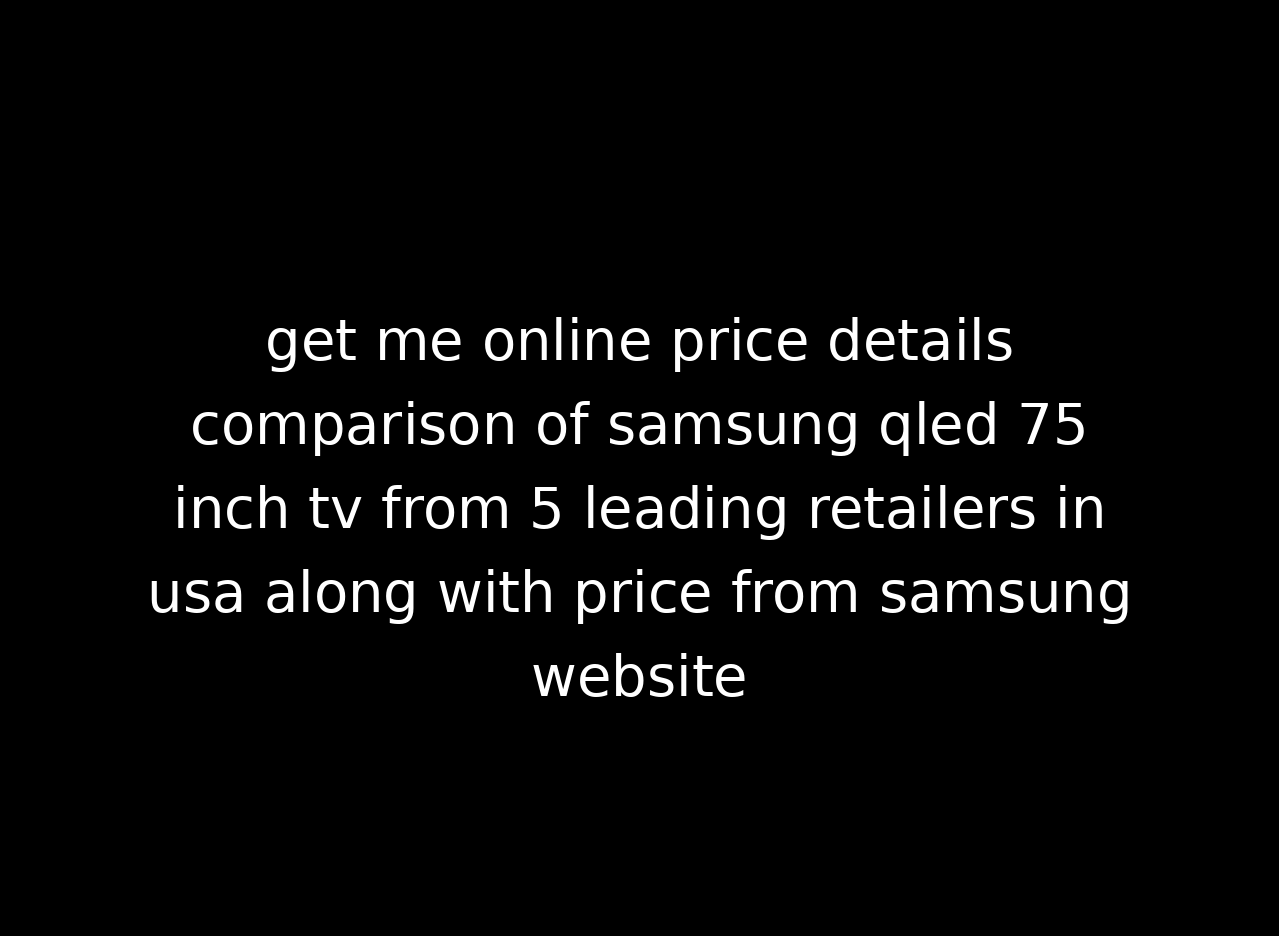 get me online price details
comparison of samsung qled 75
inch tv from 5 leading retailers in
usa along with price from samsung
website